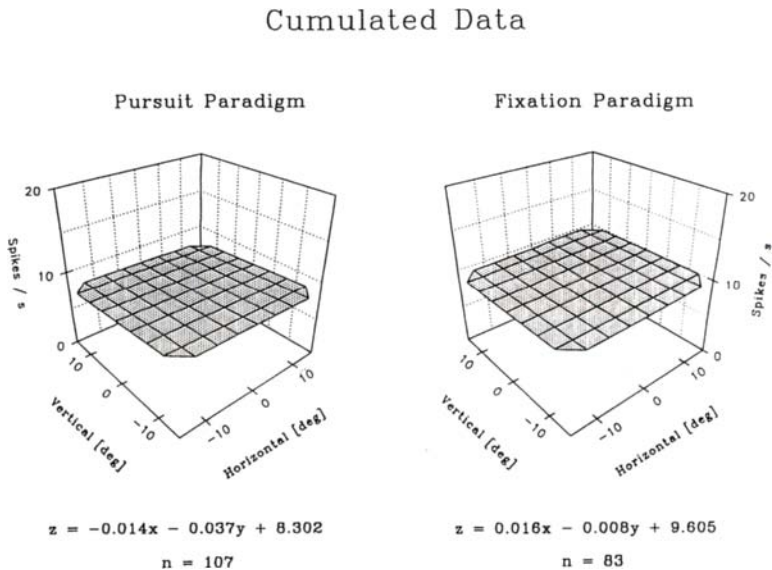 Cumulated Data
Pursuit Paradigm
Fixation Paradigm
20
10
0
Spikes / s
10
0
-10
Vertical [deg]
-10
0
10
Horizontal [deg]
20
10
0
Spikes / s
10
0
-10
Vertical [deg]
-10
0
10
Horizontal [deg]
z = -0.014x - 0.037y + 8.302
n = 107
z = 0.016x - 0.008y + 9.605
n = 83